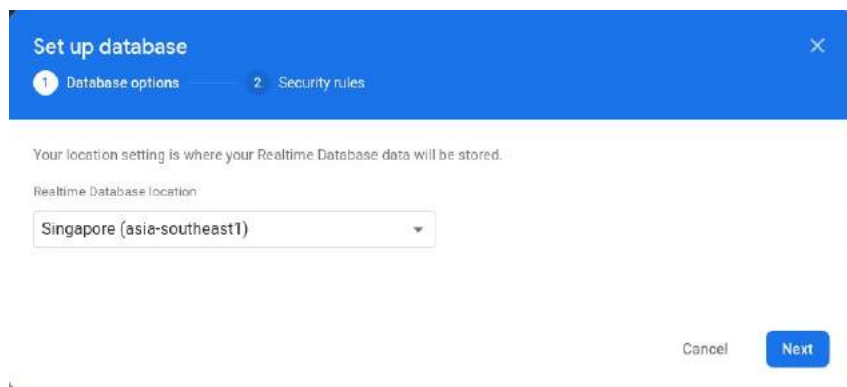 Set up database
1 Database options 2 Security rules
Your location setting is where your Realtime Database data will be stored.
Realtime Database location
Singapore (asia-southeast1)
Cancel Next